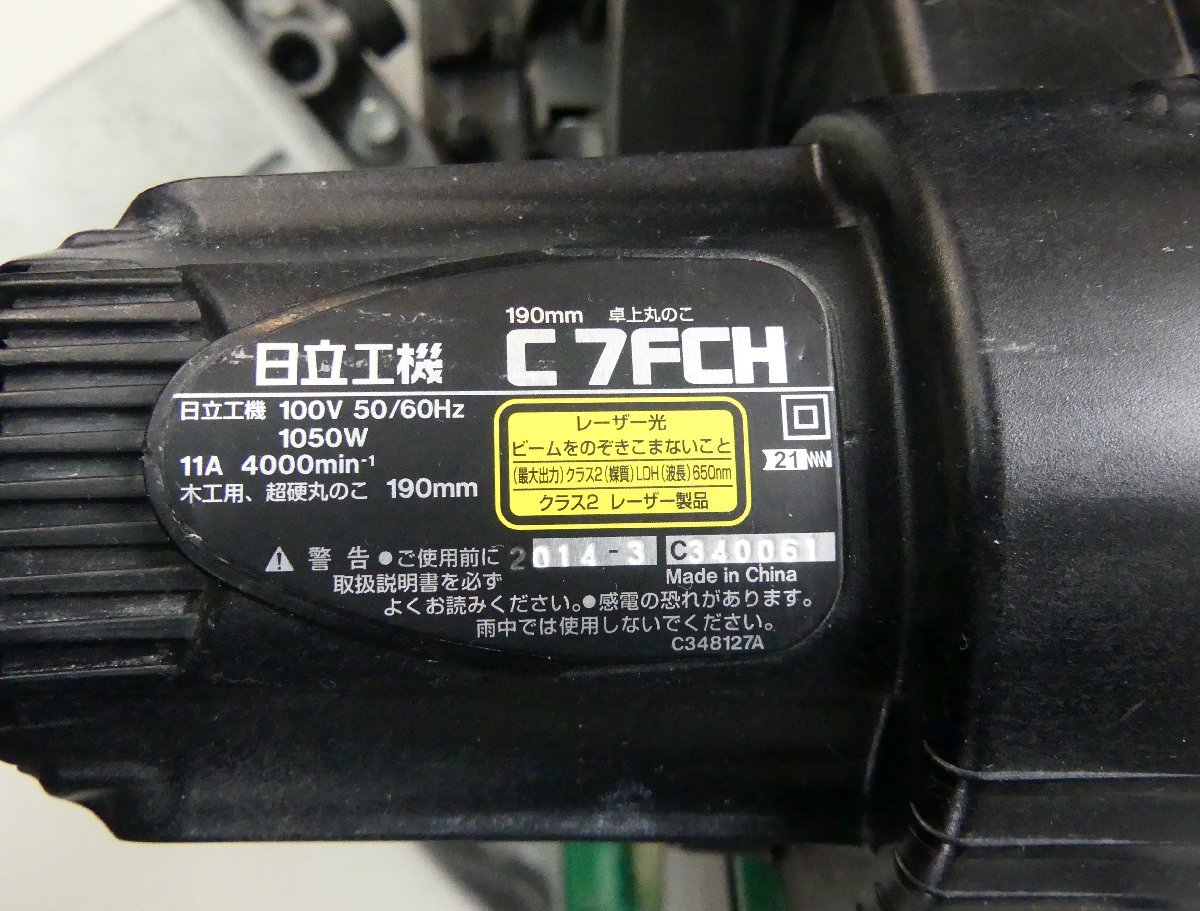 190mm 卓上丸のこ
日立工機 C 7FCH
日立工機 100V 50/60Hz
1050W
11A 4000min⁻¹
木工用、超硬丸のこ 190mm
レーザー光
ビームをのぞきこまないこと
(最大出力)クラス2(媒質)LDH(波長)650nm
クラス2 レーザー製品
21
警告 ●ご使用前に
取扱説明書を必ず
よくお読みください。●感電の恐れがあります。
雨中では使用しないでください。
2014-3 C340061
Made in China
C348127A